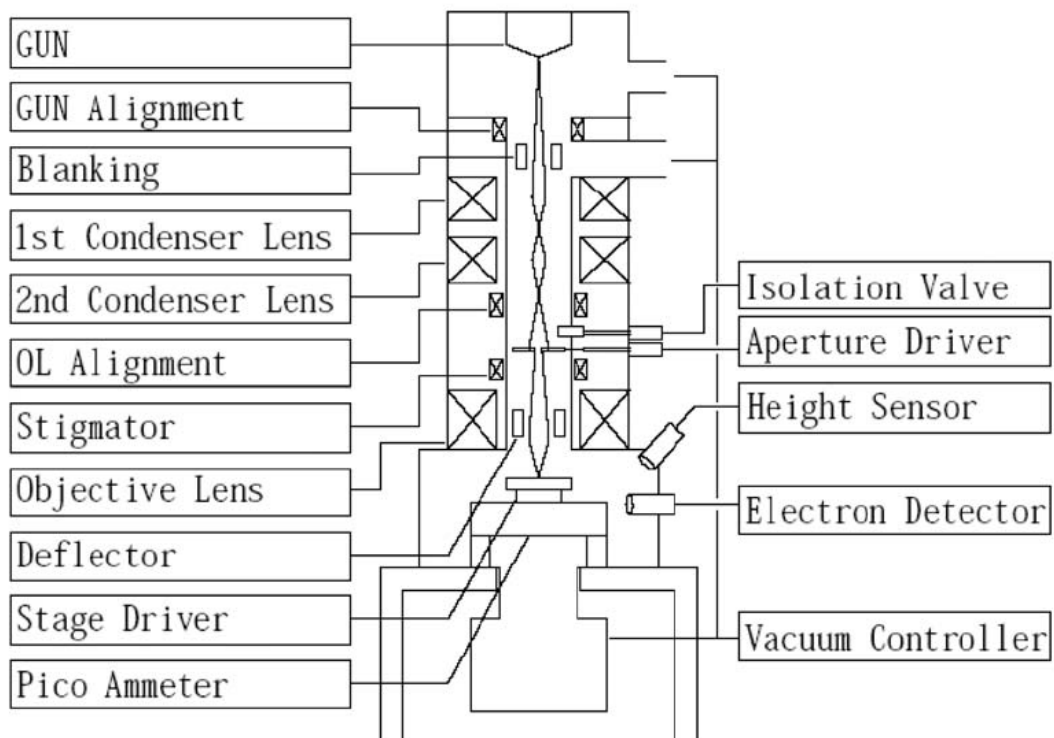 GUN
GUN Alignment
Blanking
1st Condenser Lens
2nd Condenser Lens
OL Alignment
Stigmator
Objective Lens
Deflector
Stage Driver
Pico Ammeter
Isolation Valve
Aperture Driver
Height Sensor
Electron Detector
Vacuum Controller